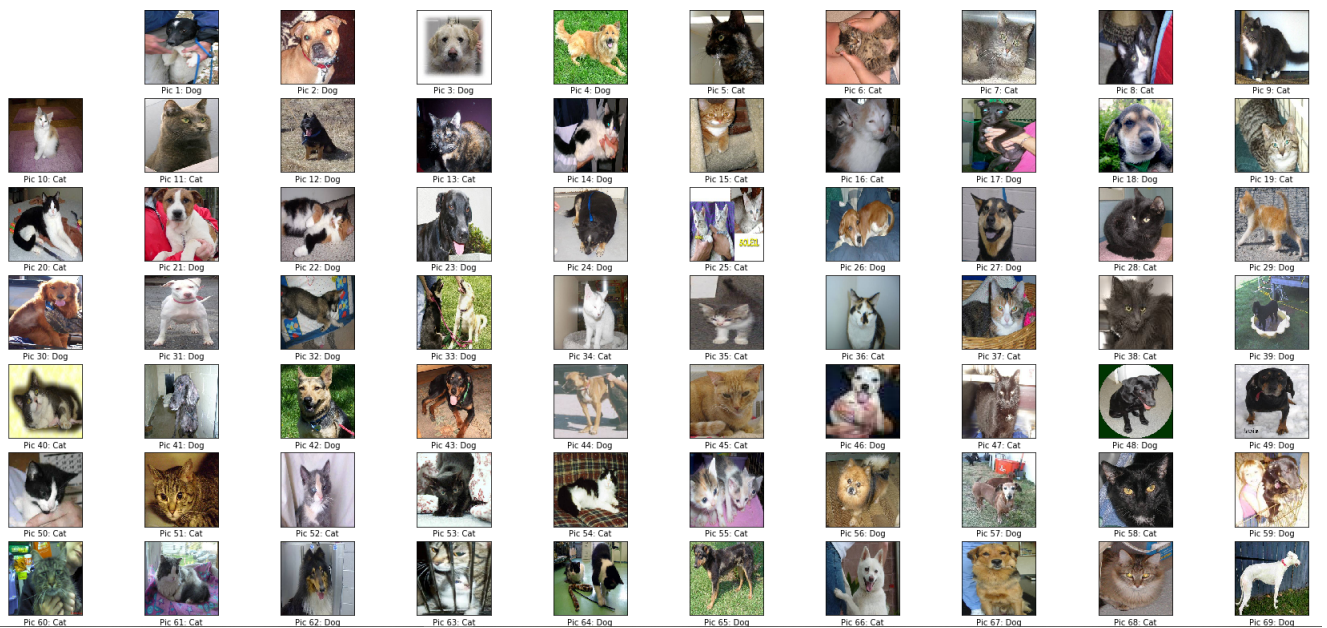 Pic 1: Dog
Pic 2: Dog
Pic 3: Dog
Pic 4: Dog
Pic 5: Cat
Pic 6: Cat
Pic 7: Cat
Pic 8: Cat
Pic 9: Cat
Pic 10: Cat
Pic 11: Cat
Pic 12: Dog
Pic 13: Cat
Pic 14: Dog
Pic 15: Cat
Pic 16: Cat
Pic 17: Dog
Pic 18: Dog
Pic 19: Cat
Pic 20: Cat
Pic 21: Dog
Pic 22: Dog
Pic 23: Dog
Pic 24: Dog
Pic 25: Cat
Pic 26: Dog
Pic 27: Dog
Pic 28: Cat
Pic 29: Dog
Pic 30: Dog
Pic 31: Dog
Pic 32: Dog
Pic 33: Dog
Pic 34: Cat
Pic 35: Cat
Pic 36: Cat
Pic 37: Cat
Pic 38: Cat
Pic 39: Dog
Pic 40: Cat
Pic 41: Dog
Pic 42: Dog
Pic 43: Dog
Pic 44: Dog
Pic 45: Cat
Pic 46: Dog
Pic 47: Cat
Pic 48: Dog
Pic 49: Dog
Pic 50: Cat
Pic 51: Cat
Pic 52: Cat
Pic 53: Cat
Pic 54: Cat
Pic 55: Cat
Pic 56: Dog
Pic 57: Dog
Pic 58: Cat
Pic 59: Dog
Pic 60: Cat
Pic 61: Cat
Pic 62: Dog
Pic 63: Cat
Pic 64: Dog
Pic 65: Dog
Pic 66: Cat
Pic 67: Dog
Pic 68: Cat
Pic 69: Dog